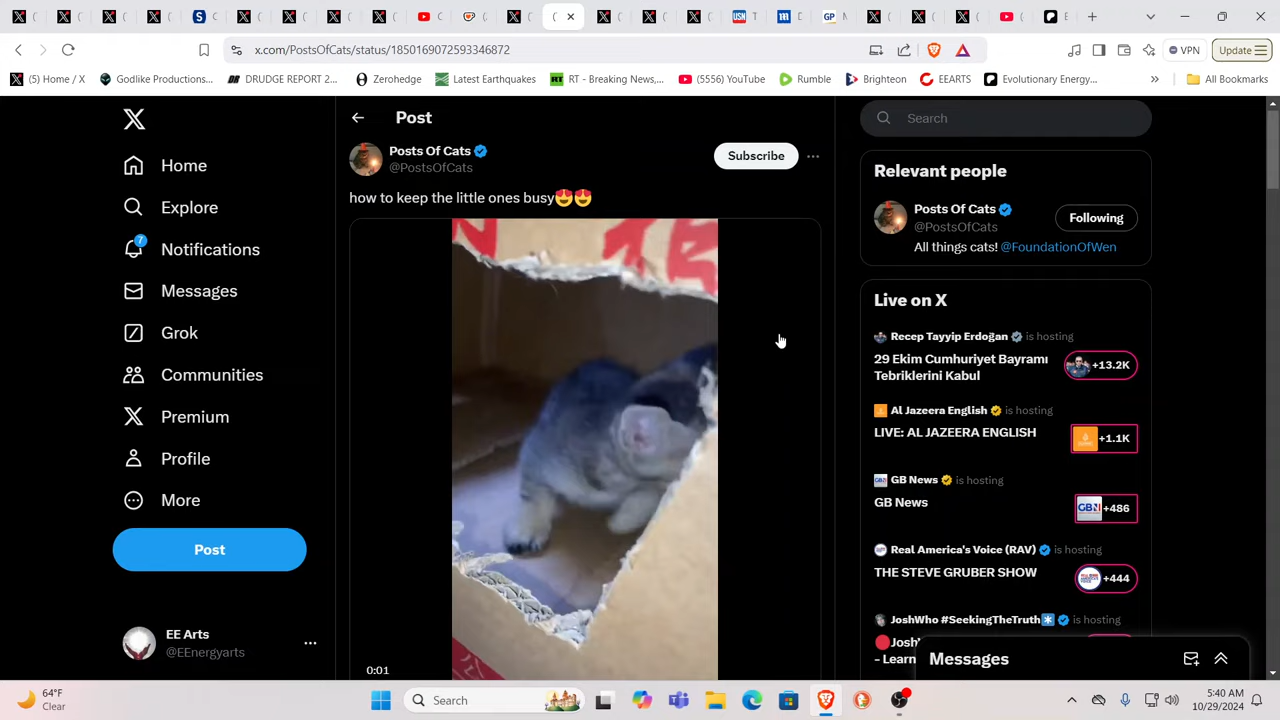 USN
GP
x.com/PostsOfCats/status/1850169072593346872
VPN
Update
(5) Home / X
Godlike Productions...
DRUDGE REPORT 2...
Zerohedge
Latest Earthquakes
RT - Breaking News,...
(5556) YouTube
Rumble
Brighteon
EEARTS
Evolutionary Energy...
»
All Bookmarks
Home
Explore
7
Notifications
Messages
Grok
Communities
Premium
Profile
More
Post
EE Arts
@EEnergyarts
Post
Posts Of Cats
@PostsOfCats
Subscribe
how to keep the little ones busy😍😍
0:01
Search
Relevant people
Posts Of Cats
@PostsOfCats
Following
All things cats! @FoundationOfWen
Live on X
Recep Tayyip Erdoğan is hosting
29 Ekim Cumhuriyet Bayramı
Tebriklerini Kabul
+13.2K
Al Jazeera English is hosting
LIVE: AL JAZEERA ENGLISH
+1.1K
GB News is hosting
GB News
+486
Real America's Voice (RAV) is hosting
THE STEVE GRUBER SHOW
+444
JoshWho #SeekingTheTruth is hosting
– Learn
Messages
64°F
Clear
Search
5:40 AM
10/29/2024